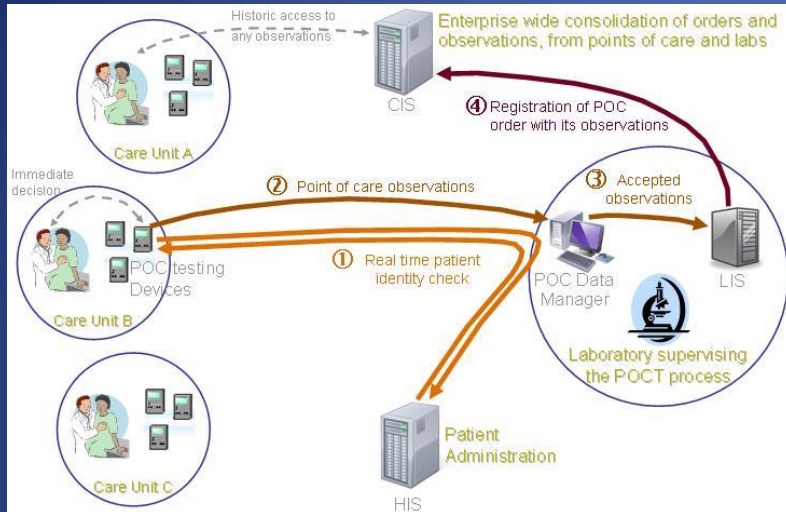 Historic access to
any observations
Enterprise wide consolidation of orders and
observations, from points of care and labs
CIS
④ Registration of POC
order with its observations
Care Unit A
Immediate
decision
② Point of care observations
③ Accepted
observations
POC testing
Devices
① Real time patient
identity check
POC Data
Manager
LIS
Care Unit B
Laboratory supervising
the POCT process
Patient
Administration
Care Unit C
HIS